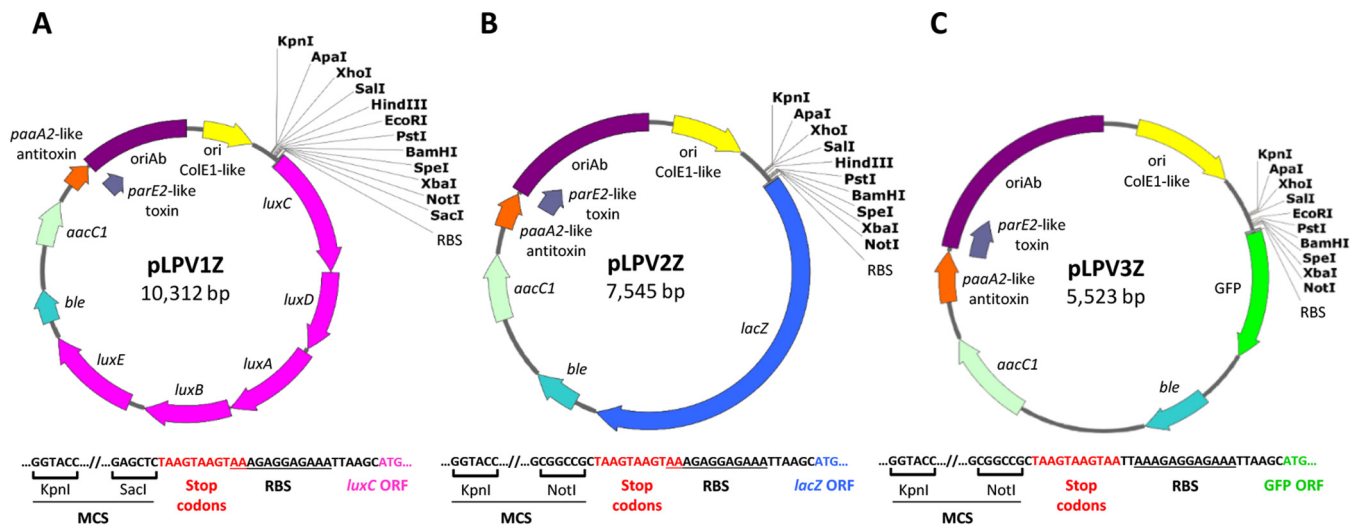 A
KpnI
ApaI
XhoI
SalI
HindIII
EcoRI
PstI
BamHI
SpeI
XbaI
NotI
SacI
RBS
paaA2-like
antitoxin
oriAb
ori
ColE1-like
parE2-like
toxin
luxC
aacC1
pLPV1Z
10,312 bp
ble
luxD
luxE
luxA
luxB
...GGTACC...//...GAGCTCTAAGTAAGTAAAGAGGAGAAATTAAGCATG...
KpnI
SacI
Stop
codons
RBS
luxC ORF
MCS
B
KpnI
ApaI
XhoI
SalI
HindIII
PstI
BamHI
SpeI
XbaI
NotI
RBS
oriAb
ori
ColE1-like
parE2-like
toxin
paaA2-like
antitoxin
aacC1
pLPV2Z
7,545 bp
lacZ
ble
...GGTACC...//...GCGGCCGCTAAGTAAGTAAAGAGGAGAAATTAAGCATG...
KpnI
NotI
Stop
codons
RBS
lacZ ORF
MCS
C
KpnI
ApaI
XhoI
SalI
EcoRI
PstI
BamHI
SpeI
XbaI
NotI
RBS
oriAb
ori
ColE1-like
parE2-like
toxin
paaA2-like
antitoxin
pLPV3Z
5,523 bp
GFP
aacC1
ble
...GGTACC...//...GCGGCCGCTAAGTAAGTAATTAAAGAGGAGAAATTAAGCATG...
KpnI
NotI
Stop
codons
RBS
GFP ORF
MCS